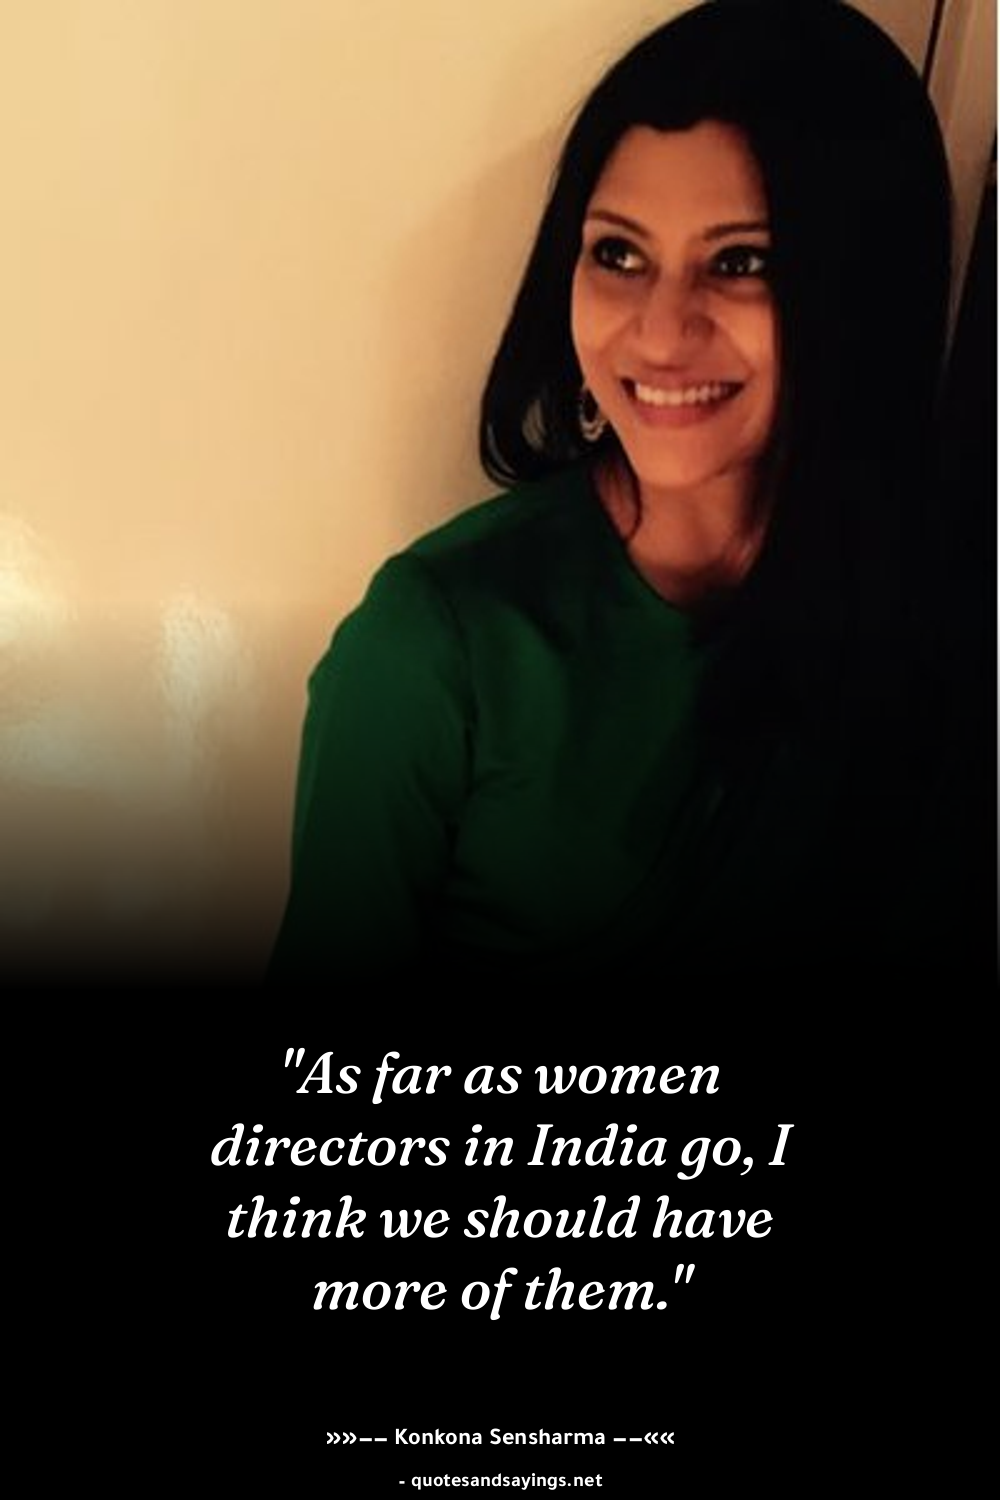 "As far as women
directors in India go, I
think we should have
more of them."
»»−− Konkona Sensharma −−««
- quotesandsayings.net